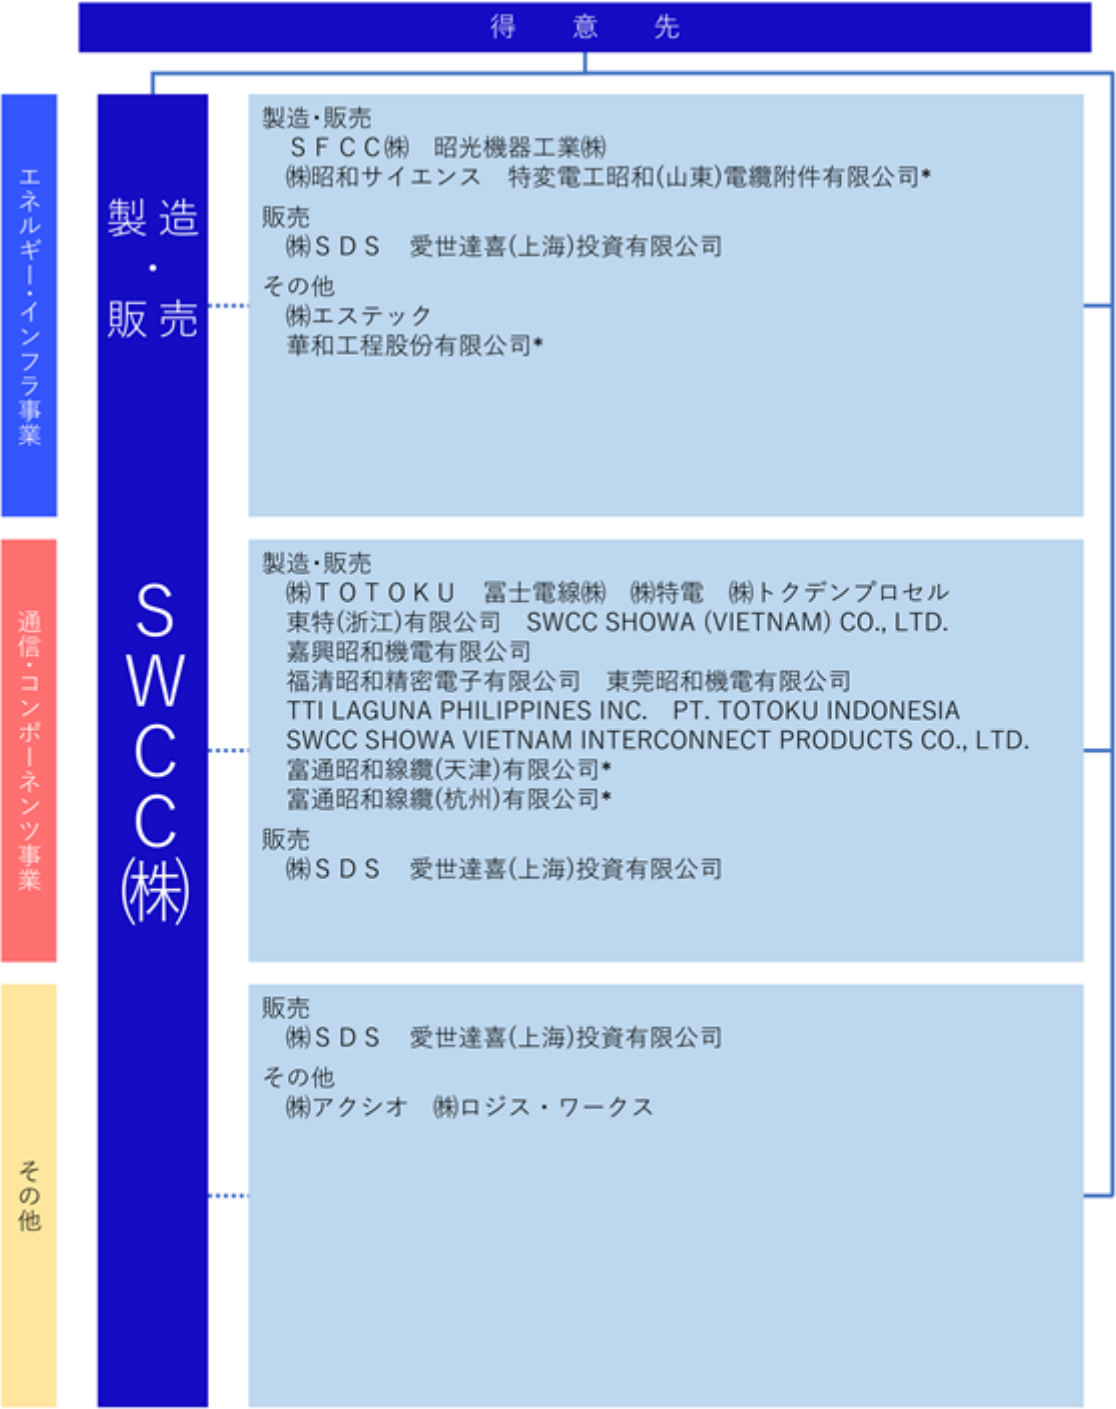 得　意　先
エネルギー・インフラ事業
製造
・
販売
SWCC㈱
製造・販売
ＳＦＣＣ㈱　昭光機器工業㈱
㈱昭和サイエンス　特変電工昭和(山東)電纜附件有限公司*
販売
㈱ＳＤＳ　愛世達喜(上海)投資有限公司
その他
㈱エステック
華和工程股份有限公司*
通信・コンポーネンツ事業
製造・販売
㈱ＴＯＴＯＫＵ　冨士電線㈱　㈱特電　㈱トクデンプロセル
東特(浙江)有限公司　SWCC SHOWA (VIETNAM) CO., LTD.
嘉興昭和機電有限公司
福清昭和精密電子有限公司　東莞昭和機電有限公司
TTI LAGUNA PHILIPPINES INC.　PT. TOTOKU INDONESIA
SWCC SHOWA VIETNAM INTERCONNECT PRODUCTS CO., LTD.
富通昭和線纜(天津)有限公司*
富通昭和線纜(杭州)有限公司*
販売
㈱ＳＤＳ　愛世達喜(上海)投資有限公司
その他
販売
㈱ＳＤＳ　愛世達喜(上海)投資有限公司
その他
㈱アクシオ　㈱ロジス・ワークス